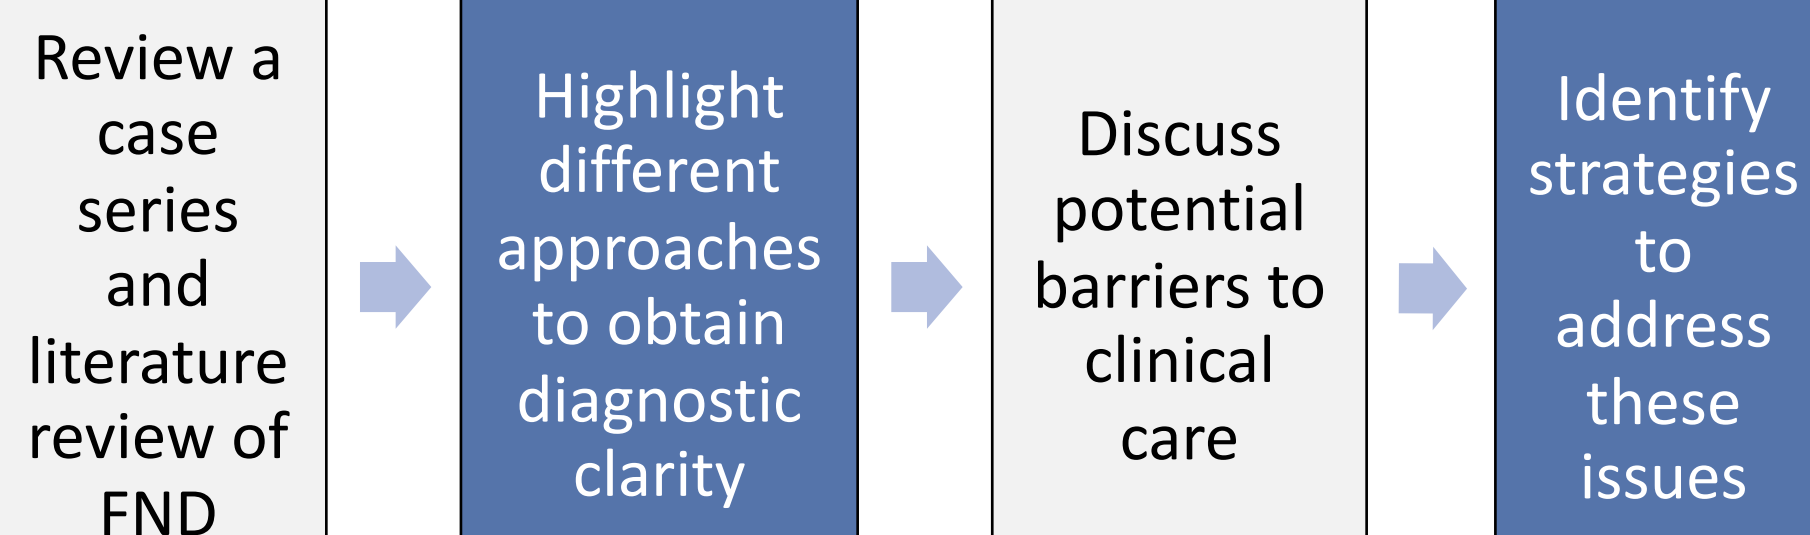 Review a
case
series
and
literature
review of
FND
Highlight
different
approaches
to obtain
diagnostic
clarity
Discuss
potential
barriers to
clinical
care
Identify
strategies
to
address
these
issues